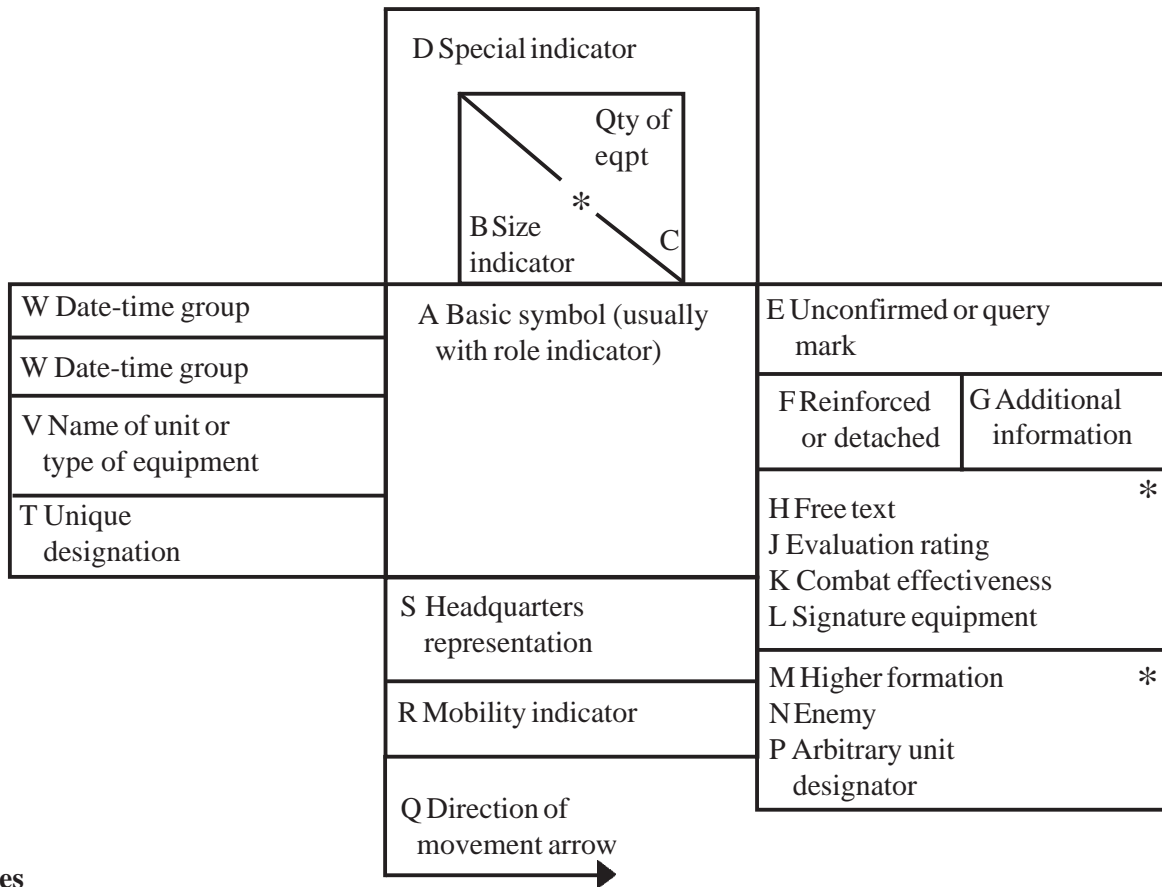 D Special indicator
Qty of
eqpt
*
B Size
indicator
C
W Date-time group
W Date-time group
V Name of unit or
type of equipment
T Unique
designation
A Basic symbol (usually
with role indicator)
E Unconfirmed or query
mark
F Reinforced
or detached
G Additional
information
*
H Free text
J Evaluation rating
K Combat effectiveness
L Signature equipment
S Headquarters
representation
R Mobility indicator
M Higher formation
*
N Enemy
P Arbitrary unit
designator
Q Direction of
movement arrow
es